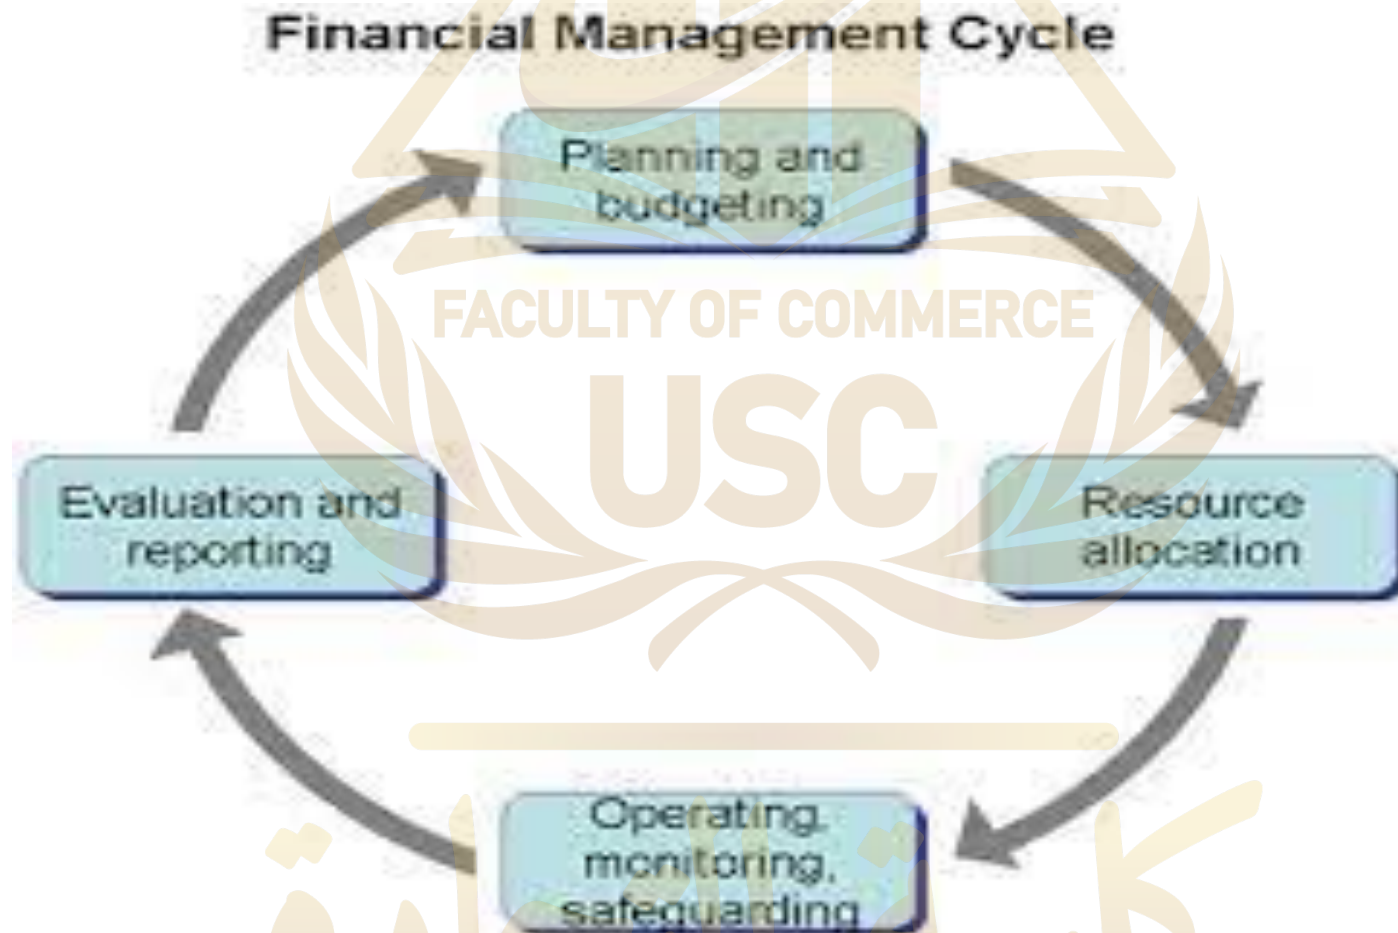 Financial Management Cycle
Planning and
budgeting
FACULTY OF COMMERCE
USC
Evaluation and
reporting
Resource
allocation
Operating,
monitoring,
safeguarding